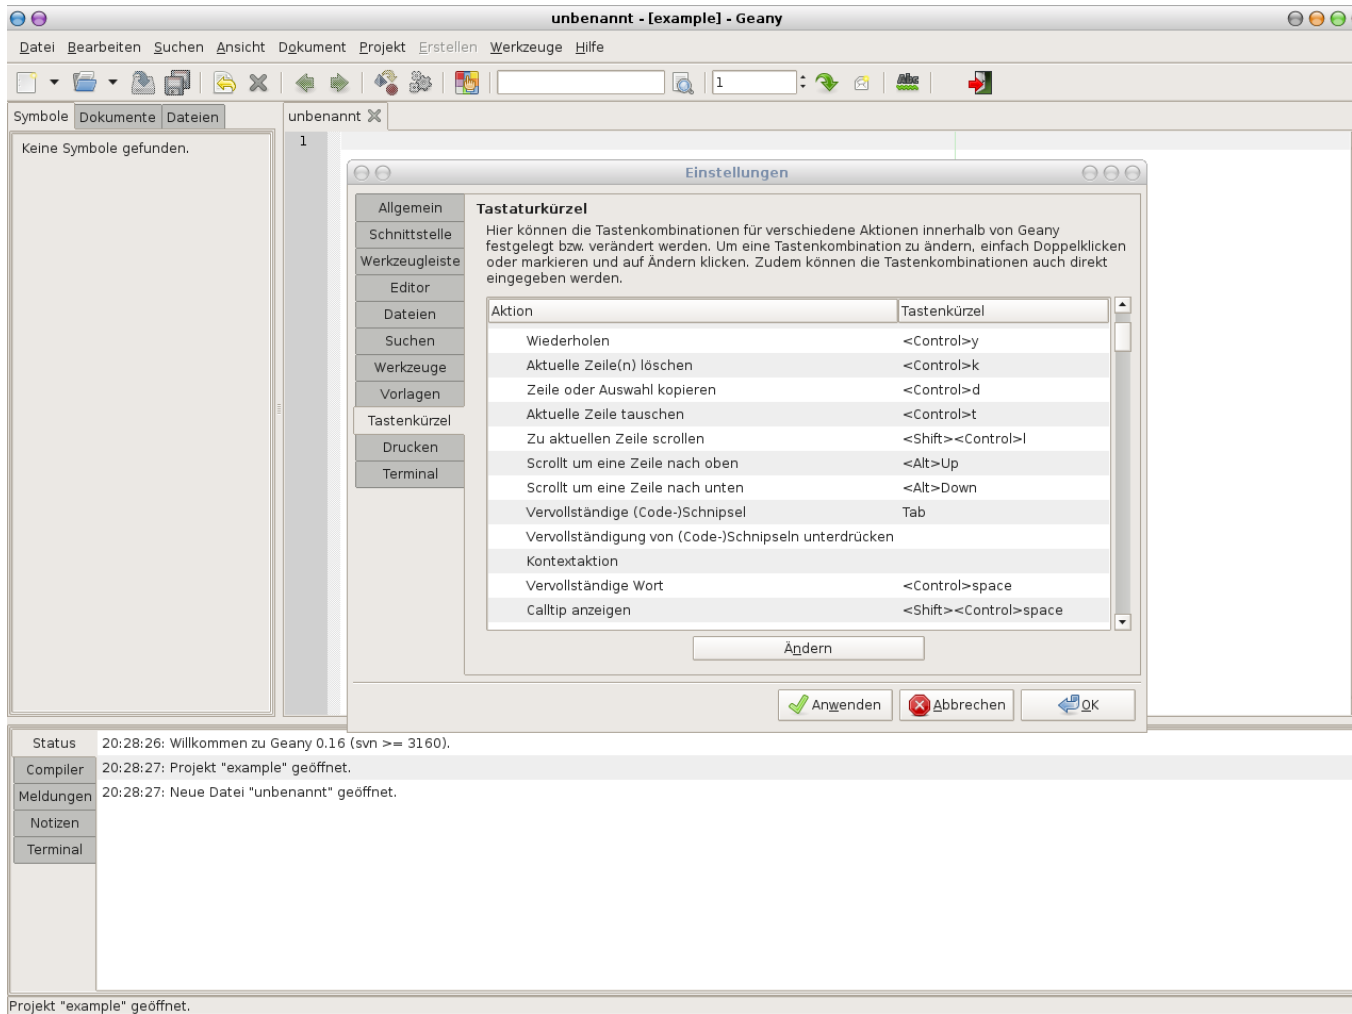 unbenannt - [example] - Geany
Datei Bearbeiten Suchen Ansicht Dokument Projekt Erstellen Werkzeuge Hilfe
1
Abc
Symbole Dokumente Dateien
unbenannt
Keine Symbole gefunden.
1
Einstellungen
Allgemein
Schnittstelle
Werkzeugleiste
Editor
Dateien
Suchen
Werkzeuge
Vorlagen
Tastenkürzel
Drucken
Terminal
Tastaturkürzel
Hier können die Tastenkombinationen für verschiedene Aktionen innerhalb von Geany
festgelegt bzw. verändert werden. Um eine Tastenkombination zu ändern, einfach Doppelklicken
oder markieren und auf Ändern klicken. Zudem können die Tastenkombinationen auch direkt
eingegeben werden.
Aktion Tastenkürzel
Wiederholen <Control>y
Aktuelle Zeile(n) löschen <Control>k
Zeile oder Auswahl kopieren <Control>d
Aktuelle Zeile tauschen <Control>t
Zu aktuellen Zeile scrollen <Shift><Control>l
Scrollt um eine Zeile nach oben <Alt>Up
Scrollt um eine Zeile nach unten <Alt>Down
Vervollständige (Code-)Schnipsel Tab
Vervollständigung von (Code-)Schnipseln unterdrücken
Kontextaktion
Vervollständige Wort <Control>space
Calltip anzeigen <Shift><Control>space
Ändern
Anwenden Abbrechen OK
Status
Compiler
Meldungen
Notizen
Terminal
20:28:26: Willkommen zu Geany 0.16 (svn >= 3160).
20:28:27: Projekt "example" geöffnet.
20:28:27: Neue Datei "unbenannt" geöffnet.
Projekt "example" geöffnet.